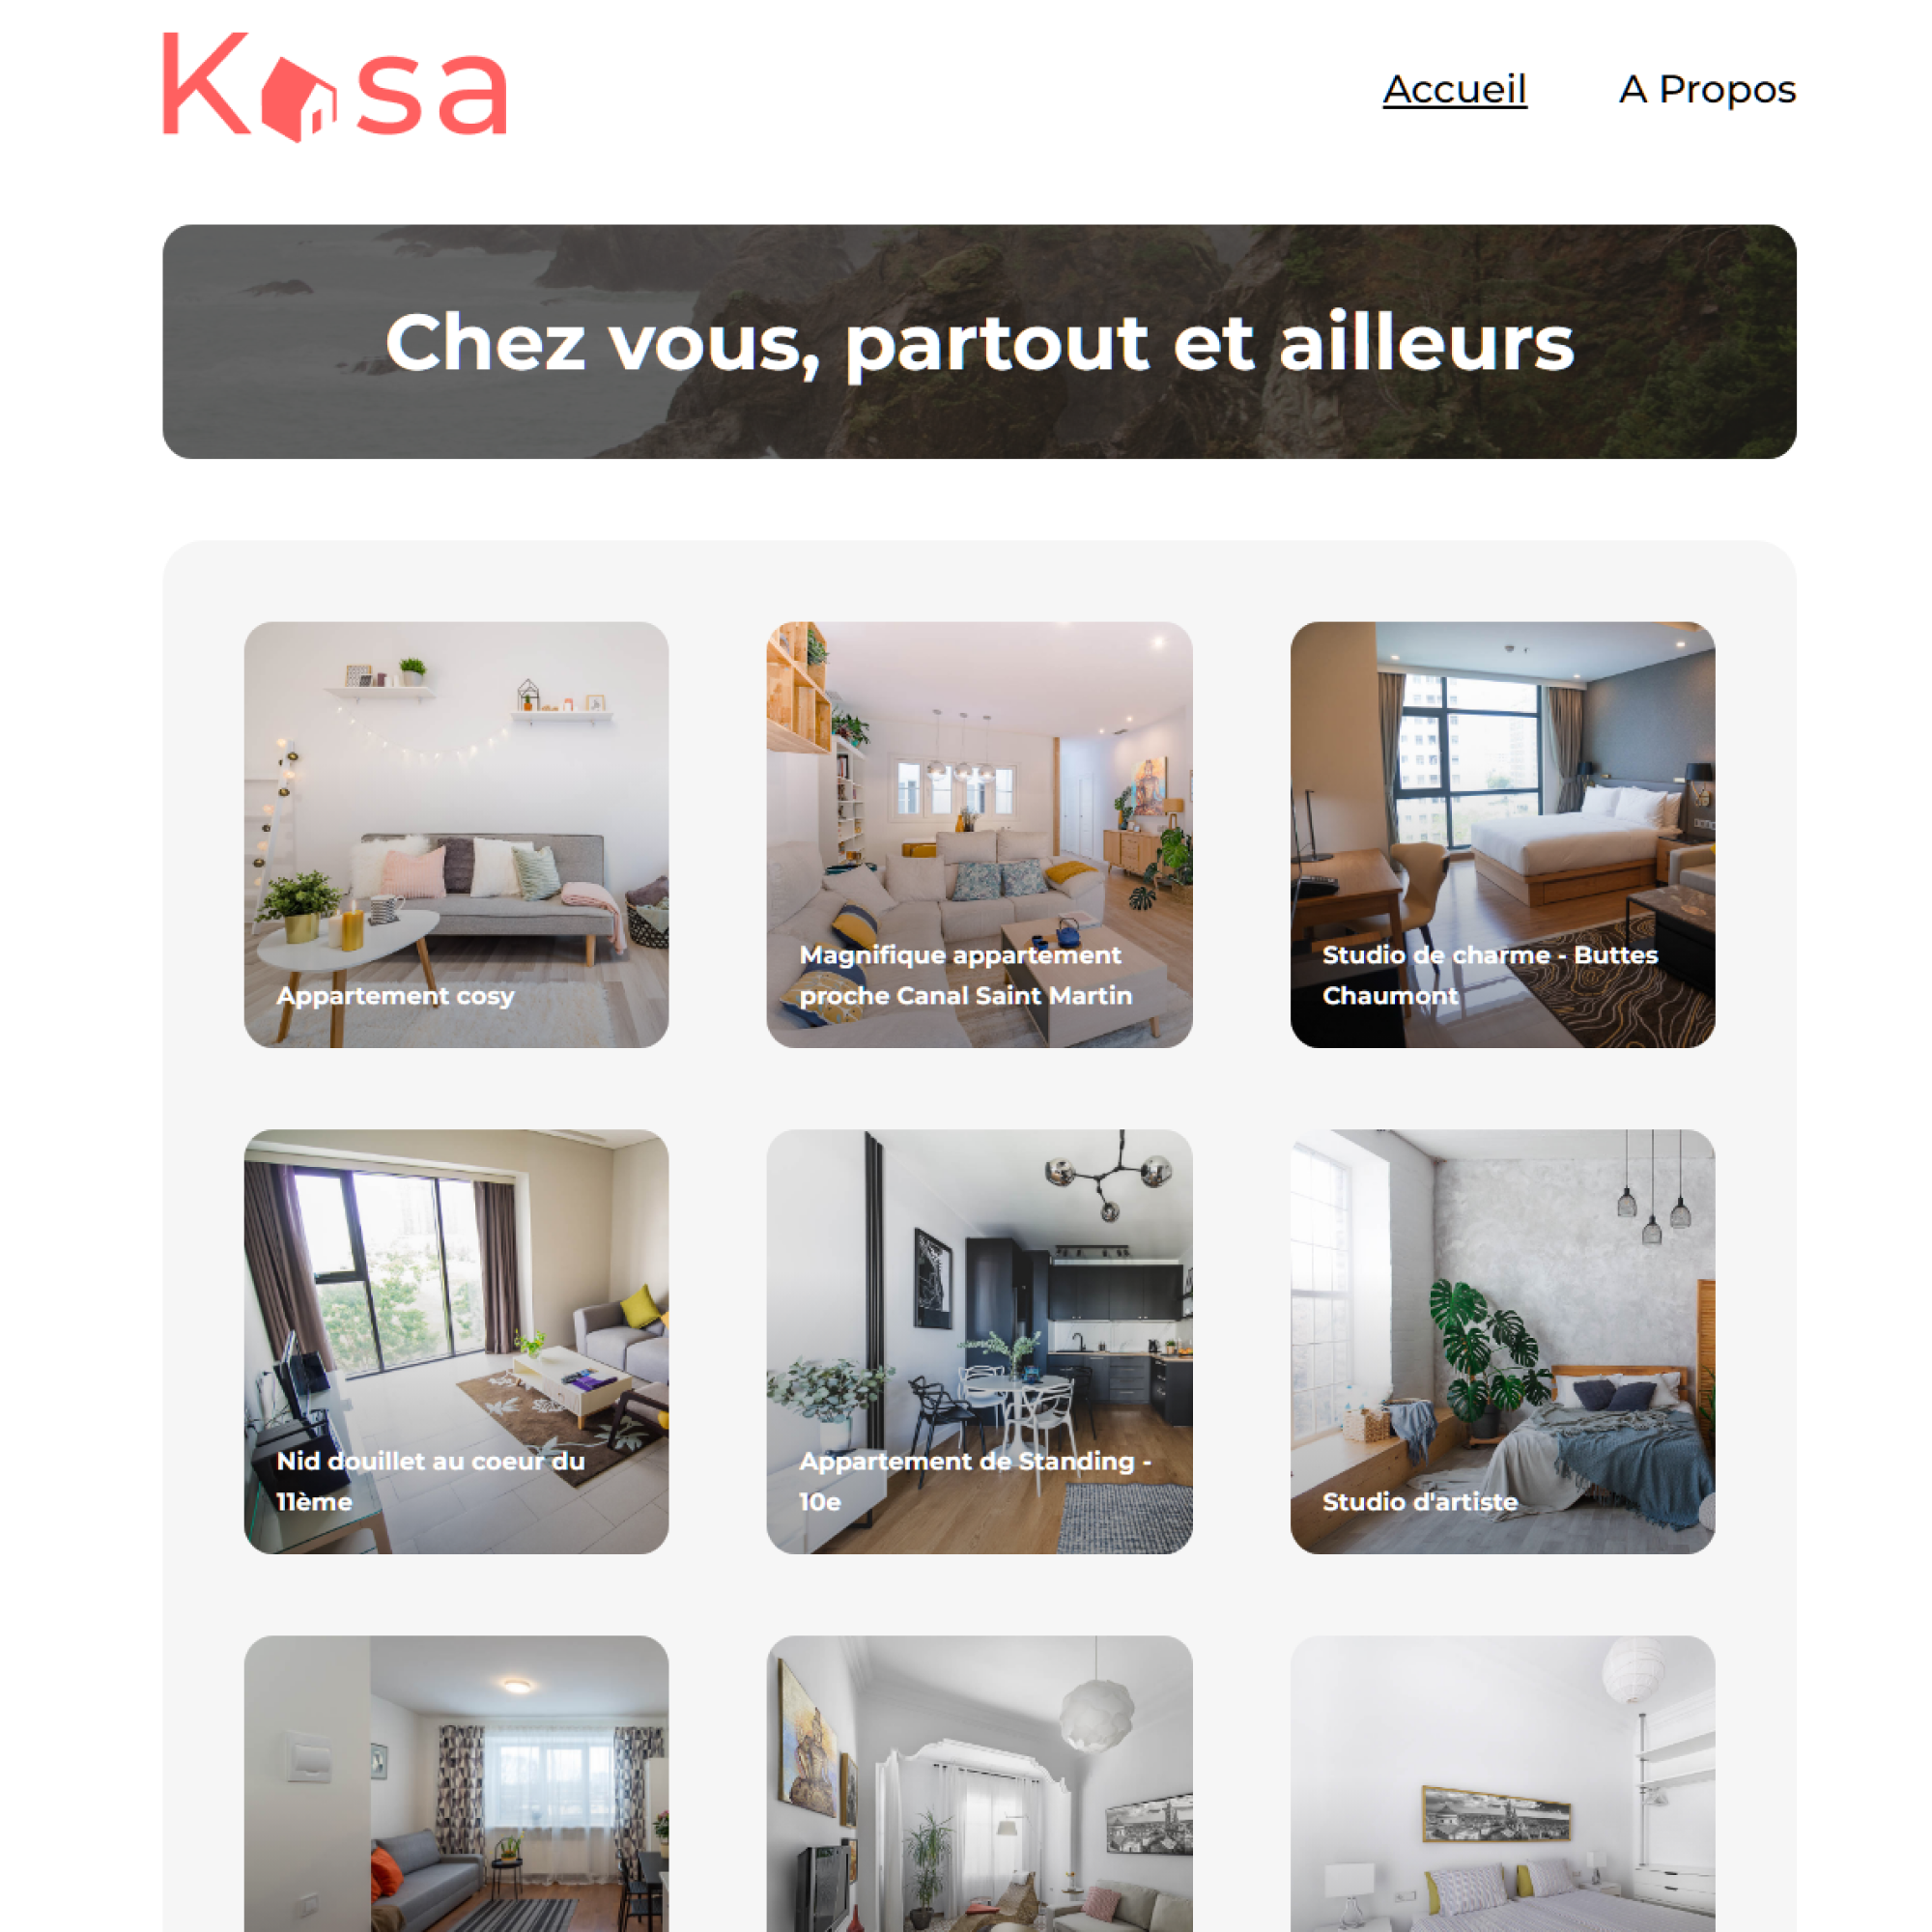 Kasa
Accueil
A Propos
Chez vous, partout et ailleurs
Appartement cosy
Magnifique appartement
proche Canal Saint Martin
Studio de charme - Buttes
Chaumont
Nid douillet au coeur du
11ème
Appartement de Standing -
10e
Studio d'artiste